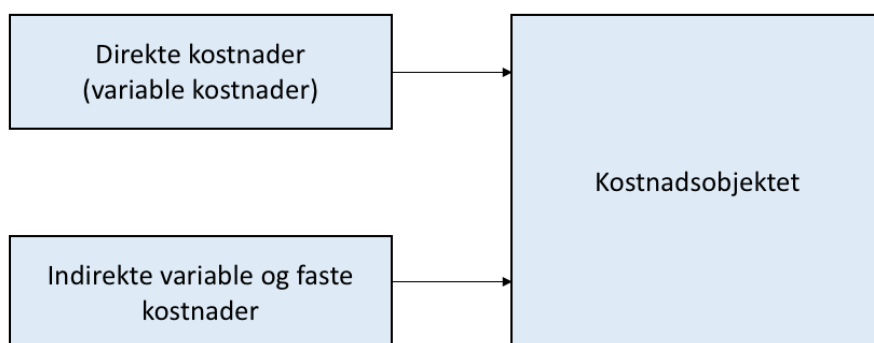 Direkte kostnader
(variable kostnader)
Kostnadsobjektet
Indirekte variable og faste
kostnader